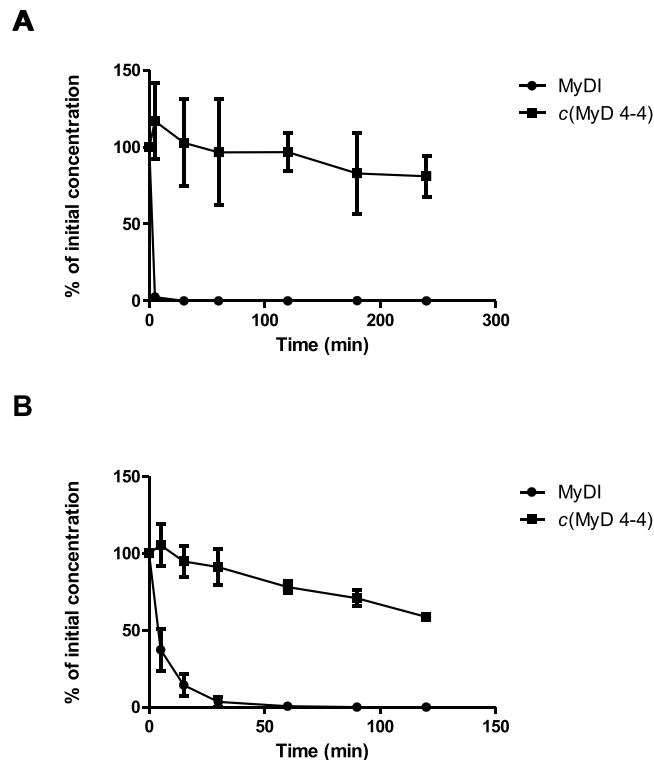 A
% of initial concentration
150
100
50
0
0 100 200 300
Time (min)
MyDI
c(MyD 4-4)
B
% of initial concentration
150
100
50
0
0 50 100 150
Time (min)
MyDI
c(MyD 4-4)